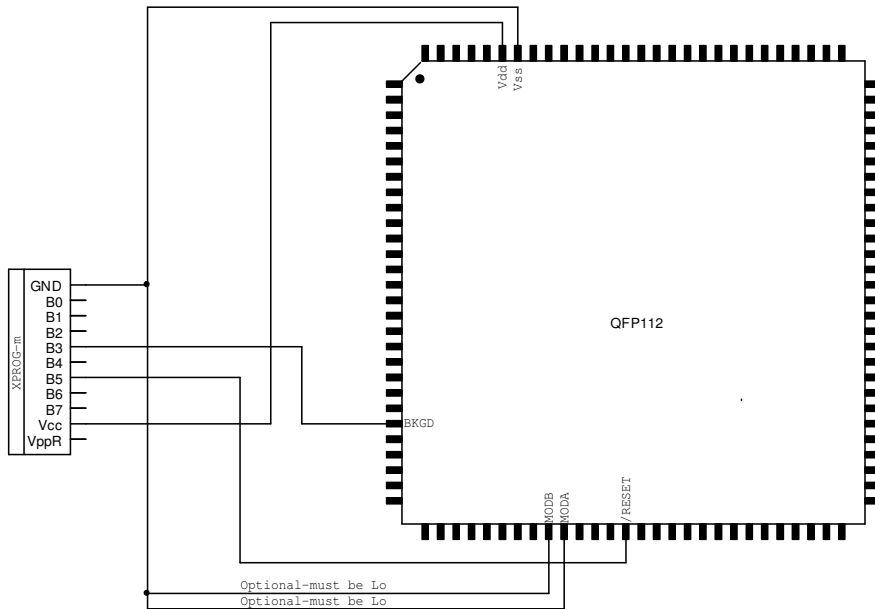 Vdd
Vss
XPROG-m
GND
B0
B1
B2
B3
B4
B5
B6
B7
Vcc
VppR
QFP112
BKGD
MODB
MODA
/RESET
Optional-must be Lo
Optional-must be Lo